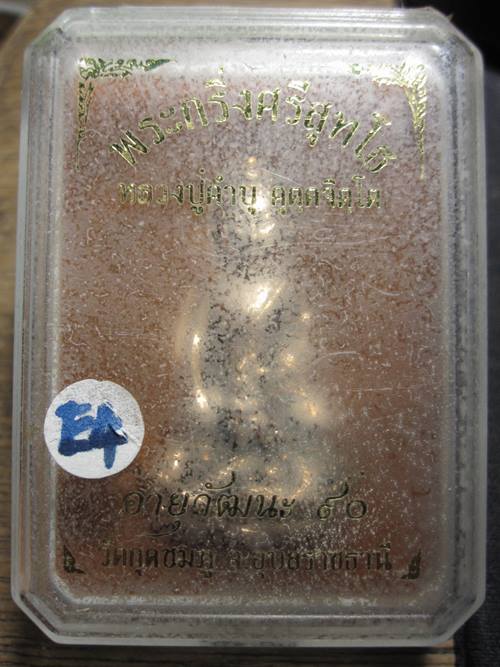 พระกริ่งศรีสุทโธ
หลวงปู่คำบุ คุตฺตจิตฺโต
อายุวัฒนะ ๙๐
วัดกุดชมภู จ.อุบลราชธานี